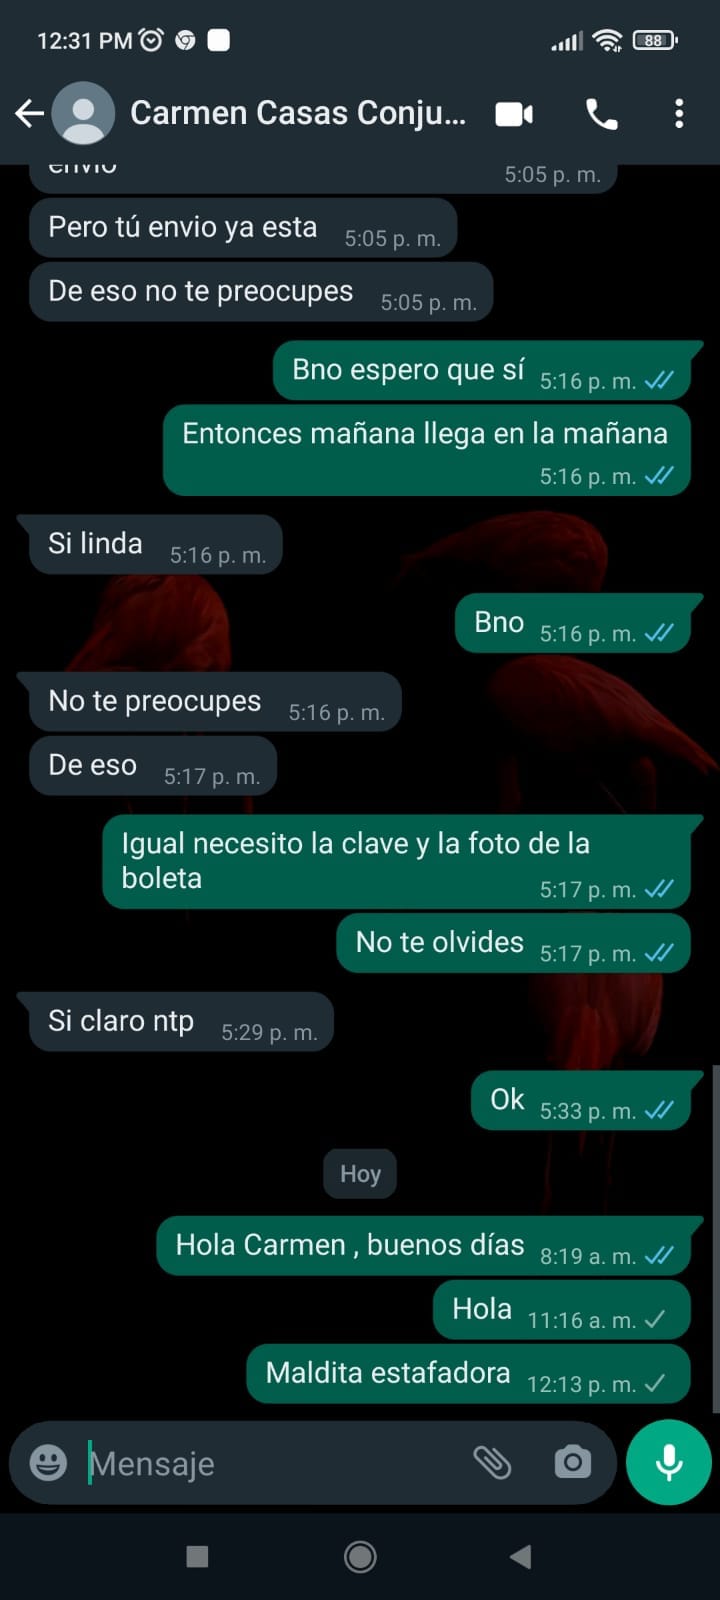 12:31 PM
88
Carmen Casas Conju...
envio
5:05 p. m.
Pero tú envio ya esta 5:05 p. m.
De eso no te preocupes 5:05 p. m.
Bno espero que sí 5:16 p. m.
Entonces mañana llega en la mañana
5:16 p. m.
Si linda 5:16 p. m.
Bno 5:16 p. m.
No te preocupes 5:16 p. m.
De eso 5:17 p. m.
Igual necesito la clave y la foto de la
boleta 5:17 p. m.
No te olvides 5:17 p. m.
Si claro ntp 5:29 p. m.
Ok 5:33 p. m.
Hoy
Hola Carmen , buenos días 8:19 a. m.
Hola 11:16 a. m.
Maldita estafadora 12:13 p. m.
Mensaje